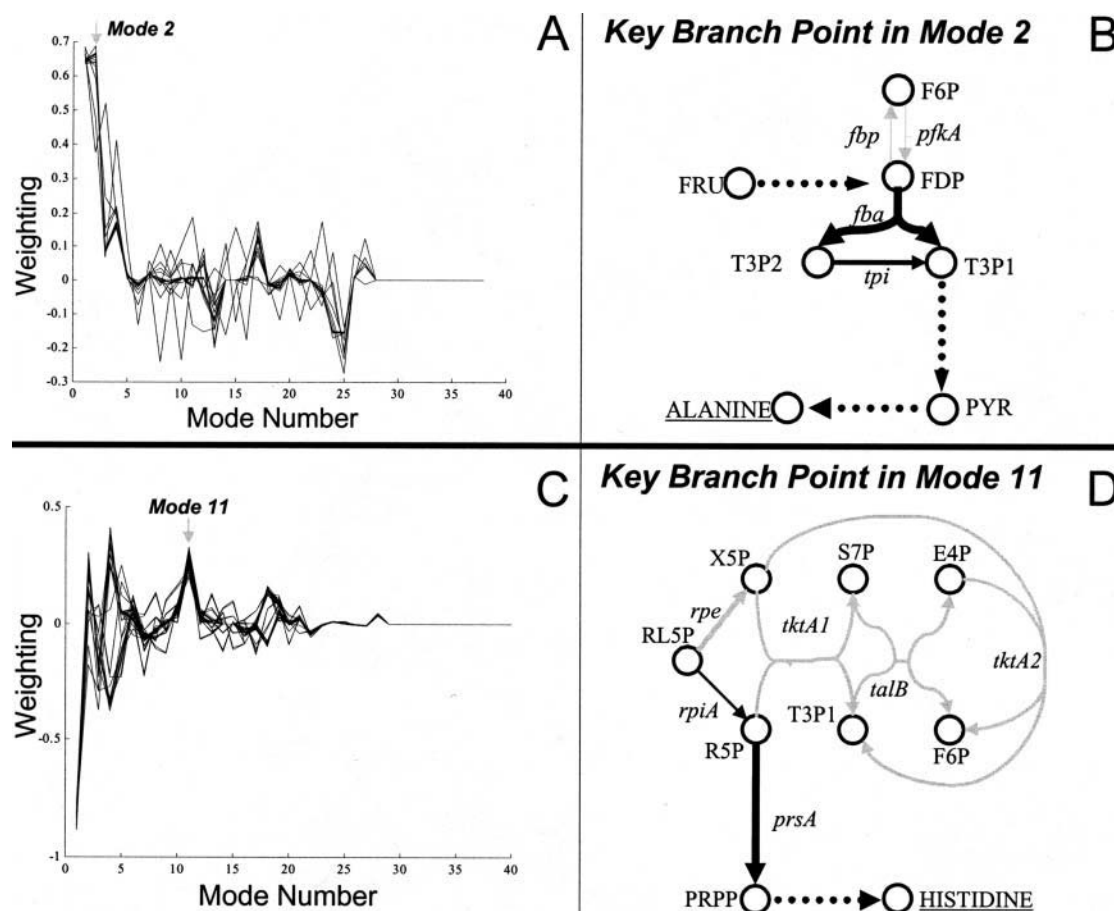 A
Mode 2
0.7
0.6
0.5
0.4
0.3
0.2
0.1
0
-0.1
-0.2
-0.3
Weighting
0 5 10 15 20 25 30 35 40
Mode Number
Key Branch Point in Mode 2
B
F6P
fbp
pfkA
FRU
FDP
fba
T3P2
tpi
T3P1
ALANINE
PYR
C
Mode 11
0.5
0
-0.5
-1
Weighting
0 5 10 15 20 25 30 35 40
Mode Number
Key Branch Point in Mode 11
D
X5P
S7P
E4P
rpe
RL5P
tktA1
tktA2
talB
rpiA
T3P1
R5P
F6P
prsA
PRPP
HISTIDINE